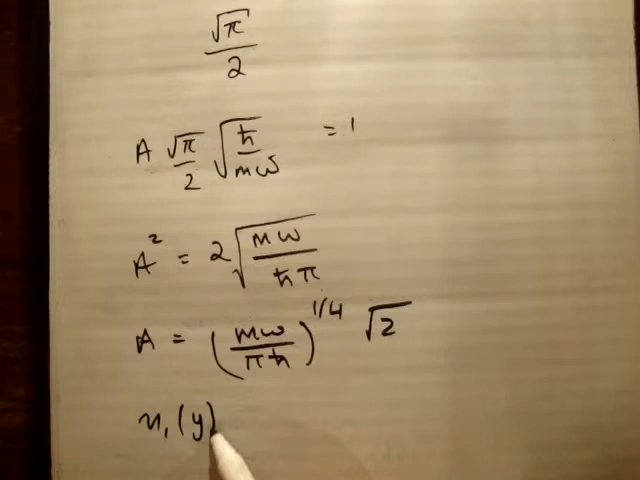 √π/2
A √π/2 √(ħ/mω) = 1
A² = 2√(mω/ħπ)
A = (mω/πħ)^1/4 √2
u₁(y)